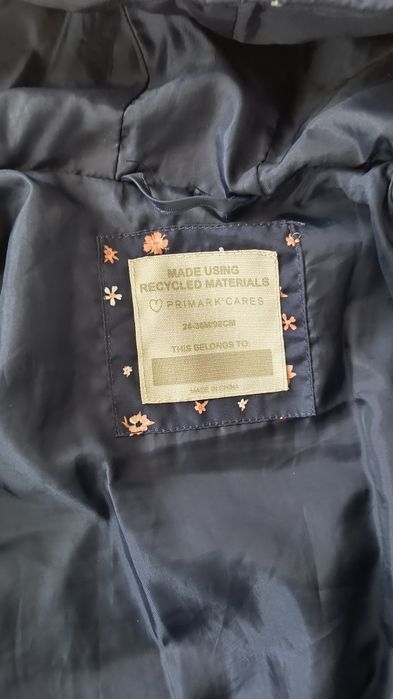 MADE USING
RECYCLED MATERIALS
PRIMARK CARES
24-36M/98CM
THIS BELONGS TO:
MADE IN CHINA